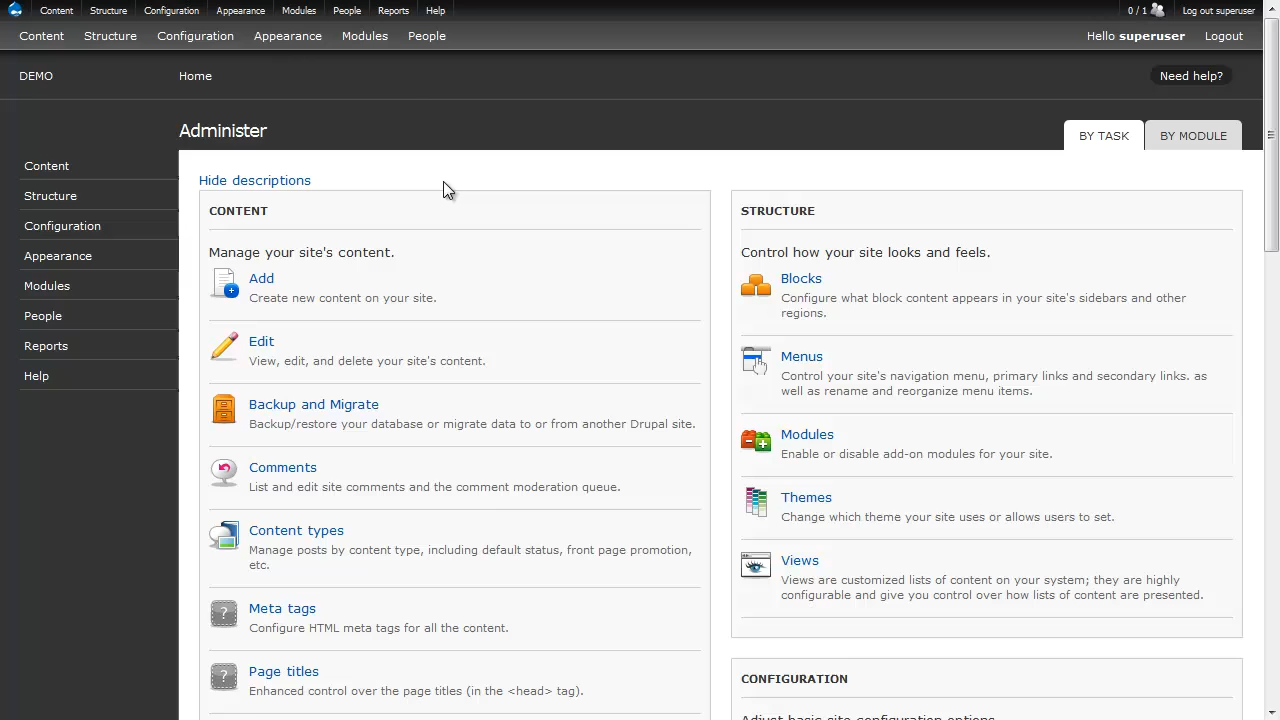 Content Structure Configuration Appearance Modules People Reports Help 0 / 1 Log out superuser
Content Structure Configuration Appearance Modules People Hello superuser Logout
DEMO Home Need help?
Administer BY TASK BY MODULE
Content
Structure
Configuration
Appearance
Modules
People
Reports
Help
Hide descriptions
CONTENT
Manage your site's content.
Add
Create new content on your site.
Edit
View, edit, and delete your site's content.
Backup and Migrate
Backup/restore your database or migrate data to or from another Drupal site.
Comments
List and edit site comments and the comment moderation queue.
Content types
Manage posts by content type, including default status, front page promotion,
etc.
Meta tags
Configure HTML meta tags for all the content.
Page titles
Enhanced control over the page titles (in the <head> tag).
STRUCTURE
Control how your site looks and feels.
Blocks
Configure what block content appears in your site's sidebars and other
regions.
Menus
Control your site's navigation menu, primary links and secondary links. as
well as rename and reorganize menu items.
Modules
Enable or disable add-on modules for your site.
Themes
Change which theme your site uses or allows users to set.
Views
Views are customized lists of content on your system; they are highly
configurable and give you control over how lists of content are presented.
CONFIGURATION
Adjust basic site configuration options.